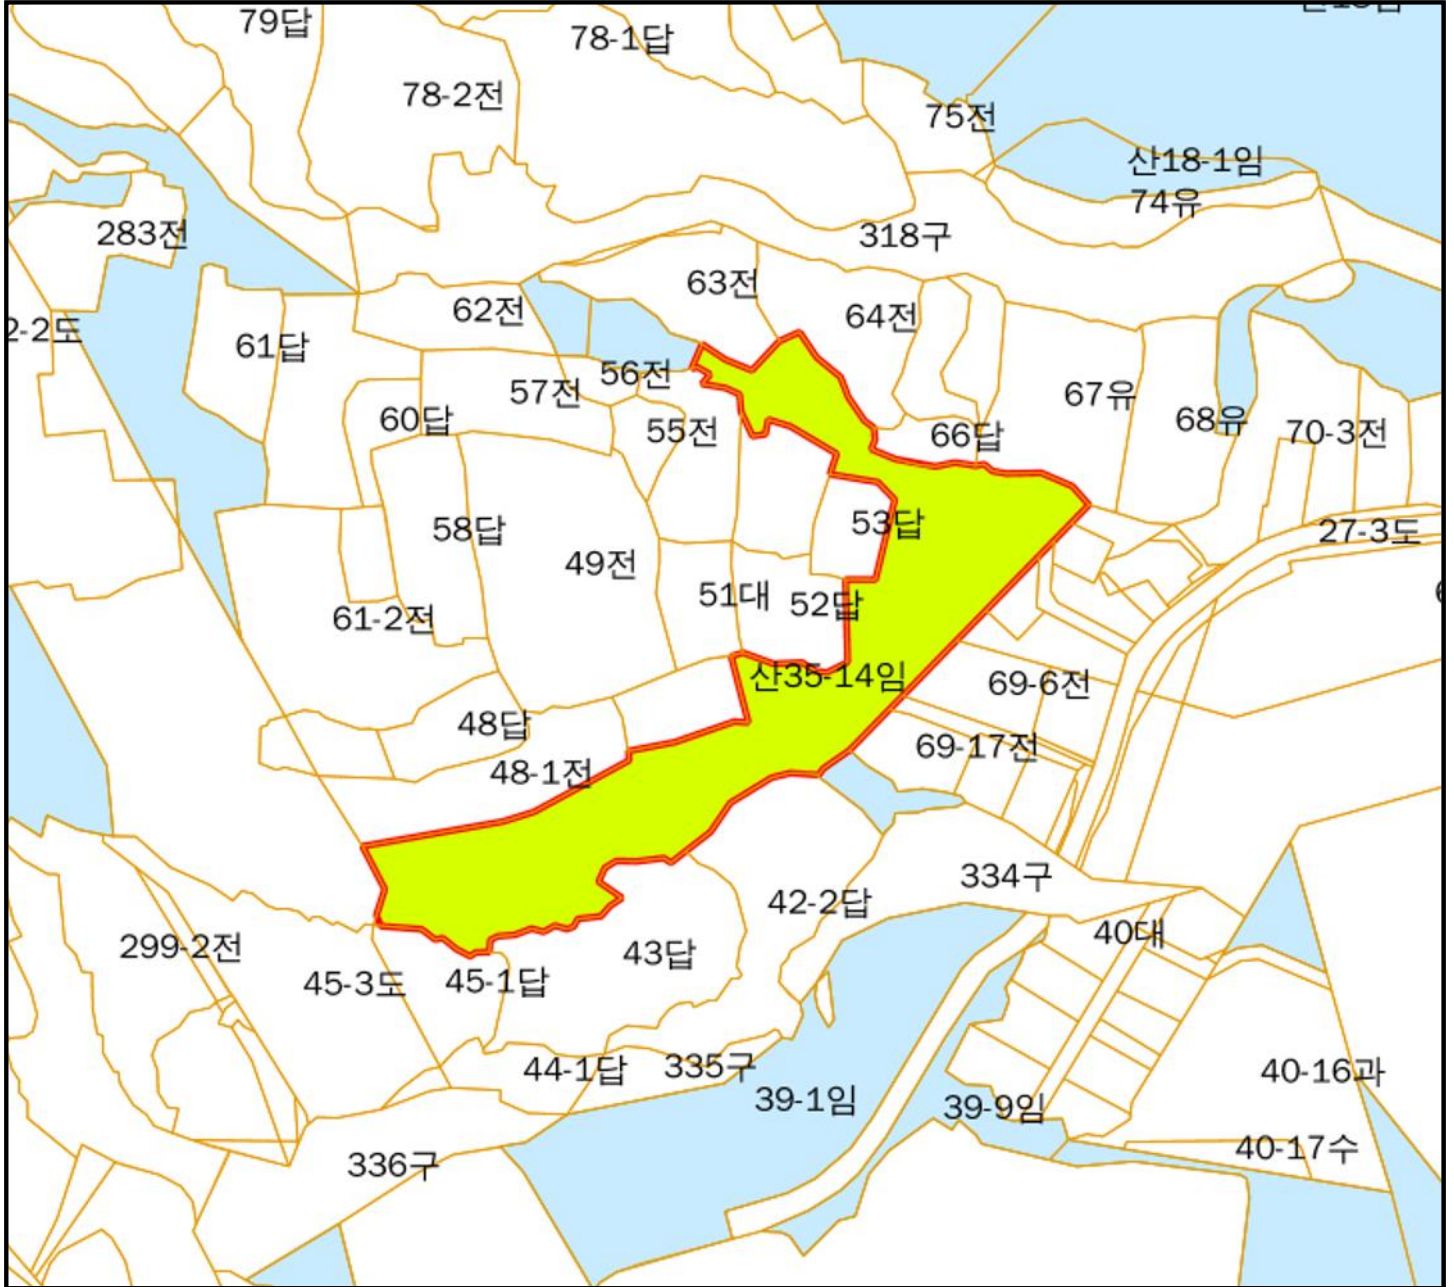 79답
78-1답
78-2전
75전
산18-1임
74유
283전
318구
63전
62전
64전
2-2도
61답
56전
57전
67유
60답
55전
66답
68유
70-3전
58답
53답
27-3도
49전
51대
52답
61-2전
산35-14임
69-6전
48답
69-17전
48-1전
334구
42-2답
40대
299-2전
43답
45-3도
45-1답
44-1답
335구
40-16과
39-1임
39-9임
40-17수
336구